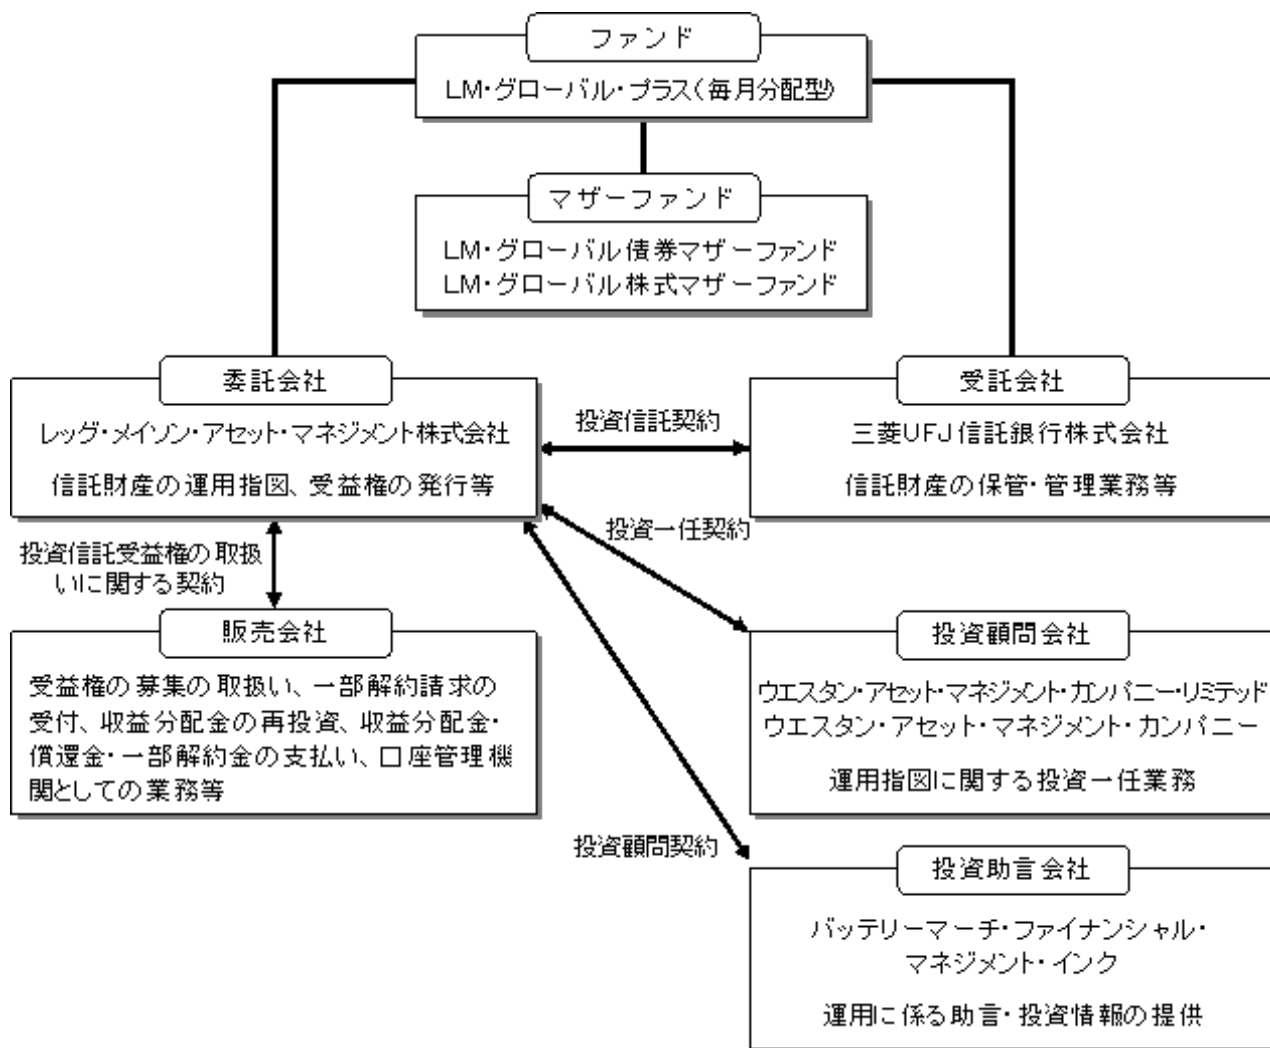 ファンド
LM・グローバル・プラス(毎月分配型)
マザーファンド
LM・グローバル債券マザーファンド
LM・グローバル株式マザーファンド
委託会社
レッグ・メイソン・アセット・マネジメント株式会社
信託財産の運用指図、受益権の発行等
投資信託契約
受託会社
三菱UFJ信託銀行株式会社
信託財産の保管・管理業務等
投資信託受益権の取扱
いに関する契約
投資一任契約
販売会社
受益権の募集の取扱い、一部解約請求の
受付、収益分配金の再投資、収益分配金・
償還金・一部解約金の支払い、口座管理機
関としての業務等
投資顧問会社
ウエスタン・アセット・マネジメント・カンパニー・リミテッド
ウエスタン・アセット・マネジメント・カンパニー
運用指図に関する投資一任業務
投資顧問契約
投資助言会社
バッテリーマーチ・ファイナンシャル・
マネジメント・インク
運用に係る助言・投資情報の提供